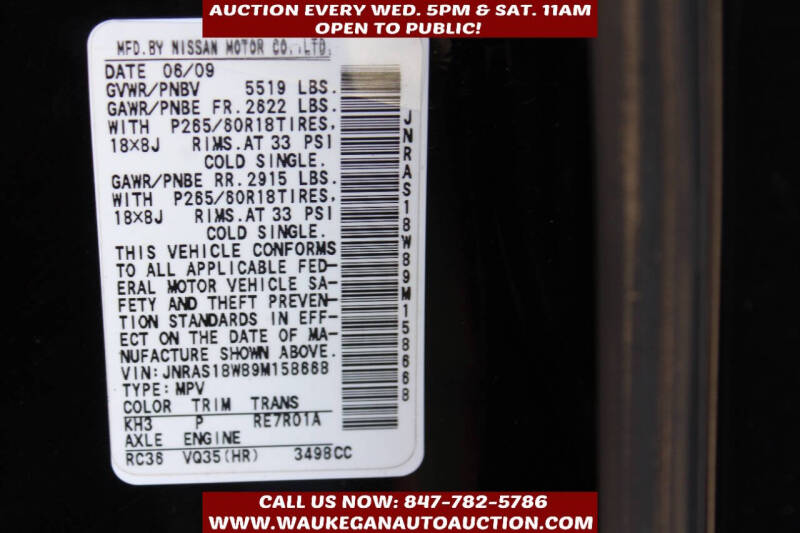 AUCTION EVERY WED. 5PM & SAT. 11AM
OPEN TO PUBLIC!
MFD.BY NISSAN MOTOR CO.,LTD.
DATE 06/09
GVWR/PNBV 5519 LBS.
GAWR/PNBE FR.2622 LBS.
WITH P265/60R18TIRES,
18×8J RIMS.AT 33 PSI
COLD SINGLE.
GAWR/PNBE RR.2915 LBS.
WITH P265/60R18TIRES,
18×8J RIMS.AT 33 PSI
COLD SINGLE.
THIS VEHICLE CONFORMS
TO ALL APPLICABLE FED-
ERAL MOTOR VEHICLE SA-
FETY AND THEFT PREVEN-
TION STANDARDS IN EFF-
ECT ON THE DATE OF MA-
NUFACTURE SHOWN ABOVE.
VIN:JNRAS18W89M158668
TYPE:MPV
COLOR TRIM TRANS
KH3 P RE7R01A
AXLE ENGINE
RC36 VQ35(HR) 3498CC
JNRAS18W89M158668
CALL US NOW: 847-782-5786
WWW.WAUKEGANAUTOAUCTION.COM